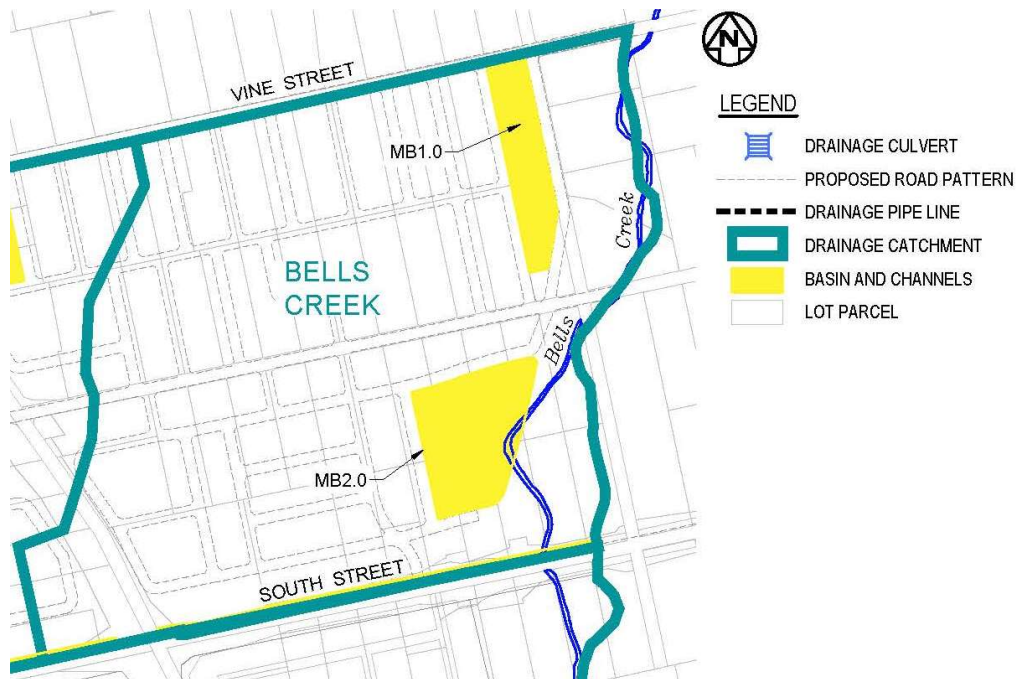 N
VINE STREET
MB1.0
Creek
BELLS
CREEK
Bells
MB2.0
SOUTH STREET
LEGEND
DRAINAGE CULVERT
PROPOSED ROAD PATTERN
DRAINAGE PIPE LINE
DRAINAGE CATCHMENT
BASIN AND CHANNELS
LOT PARCEL